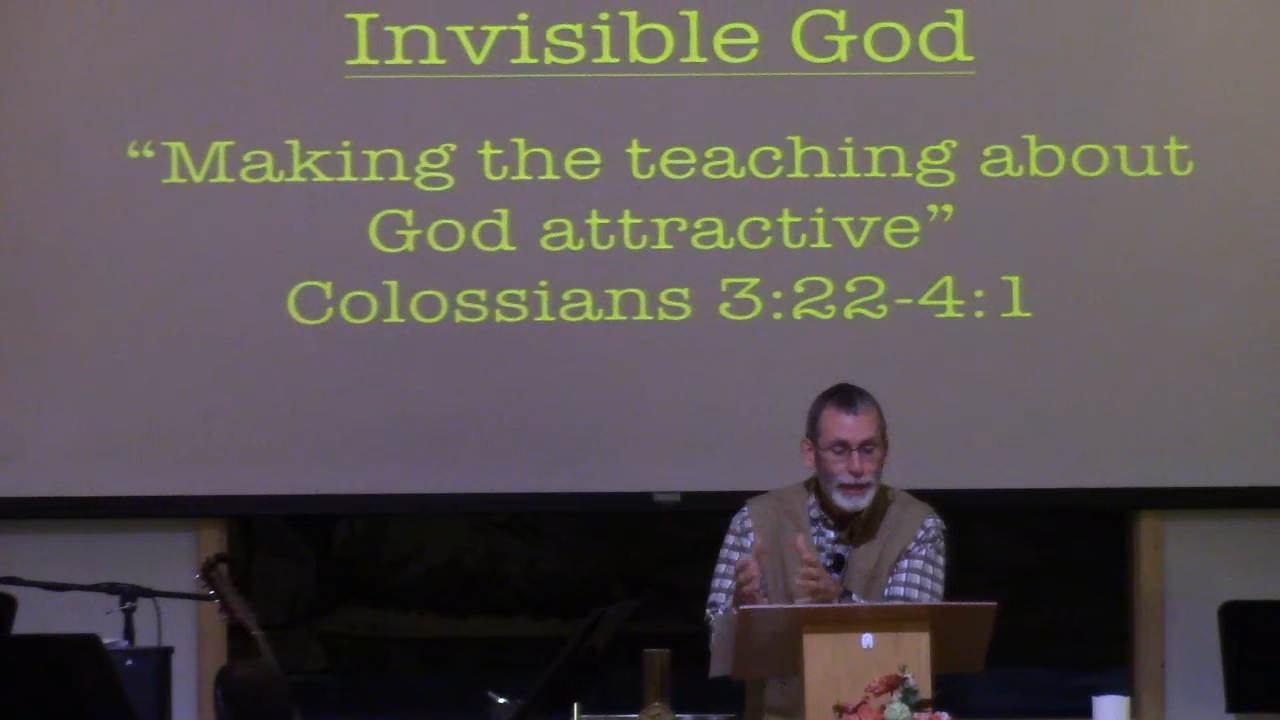 Invisible God
“Making the teaching about
God attractive”
Colossians 3:22-4:1